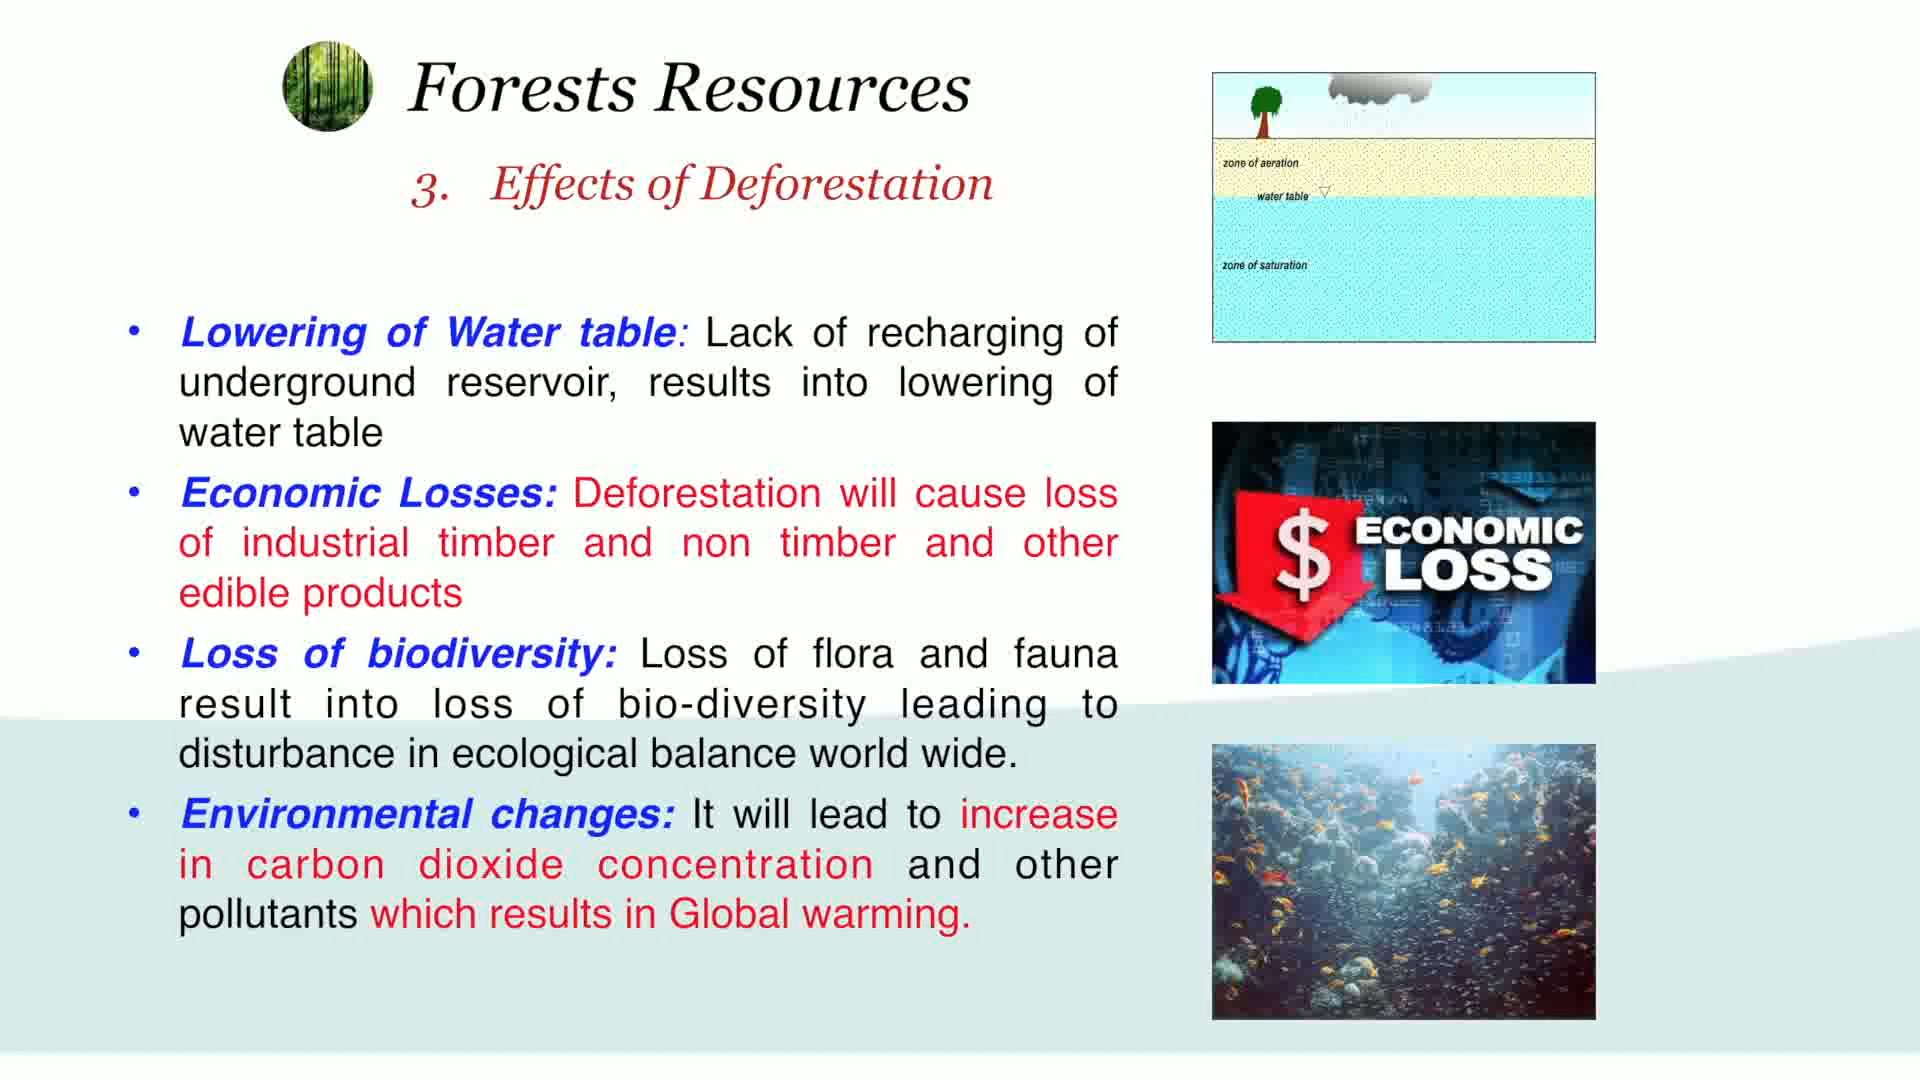 Forests Resources
3. Effects of Deforestation
• Lowering of Water table: Lack of recharging of
underground reservoir, results into lowering of
water table
• Economic Losses: Deforestation will cause loss
of industrial timber and non timber and other
edible products
• Loss of biodiversity: Loss of flora and fauna
result into loss of bio-diversity leading to
disturbance in ecological balance world wide.
• Environmental changes: It will lead to increase
in carbon dioxide concentration and other
pollutants which results in Global warming.
zone of aeration
water table
zone of saturation
$ ECONOMIC
LOSS